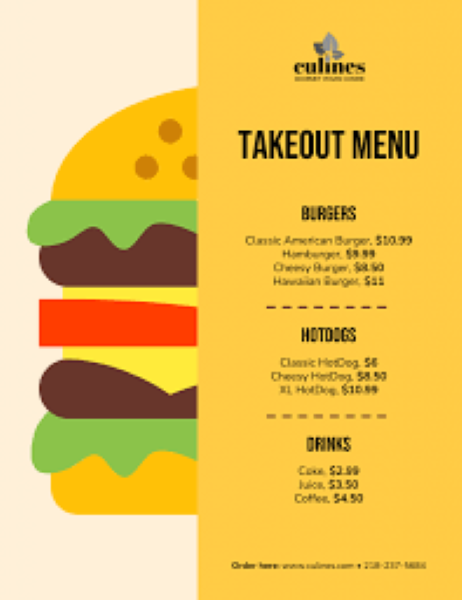 culines
TAKEOUT MENU
BURGERS
Classic American Burger, $10.99
Hamburger, $9.99
Cheesy Burger, $8.50
Hawaiian Burger, $11
HOTDOGS
Classic HotDog, $6
Cheesy HotDog, $8.50
XL HotDog, $10.99
DRINKS
Coke, $2.99
Juice, $3.50
Coffee, $4.50
Order here: www.culines.com • 218-237-5684